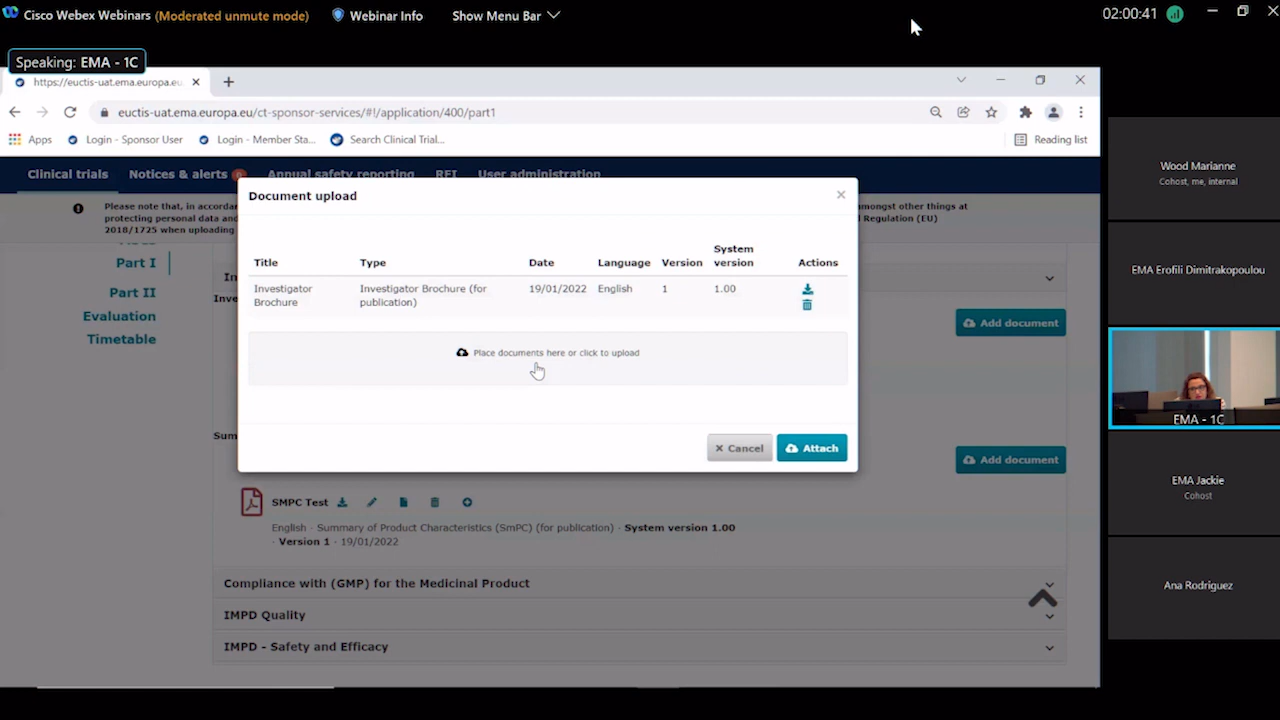 Cisco Webex Webinars (Moderated unmute mode) Webinar Info Show Menu Bar 02:00:41
Speaking: EMA - 1C
https://euctis-uat.ema.europa.eu
euctis-uat.ema.europa.eu/ct-sponsor-services/#!/application/400/part1
Apps Login - Sponsor User Login - Member Sta... Search Clinical Trial... Reading list
Clinical trials Notices & alerts Annual safety reporting RFI User administration
Please note that, in accordan
protecting personal data and
2018/1725 when uploading
amongst other things at
Regulation (EU)
Part I
Part II
Evaluation
Timetable
In
Inve
Add document
Sum
Add document
Document upload
Title Type Date Language Version System version Actions
Investigator Brochure Investigator Brochure (for publication) 19/01/2022 English 1 1.00
Place documents here or click to upload
Cancel Attach
SMPC Test
English - Summary of Product Characteristics (SmPC) (for publication) - System version 1.00
- Version 1 - 19/01/2022
Compliance with (GMP) for the Medicinal Product
IMPD Quality
IMPD - Safety and Efficacy
Wood Marianne
Cohost, me, internal
EMA Erofili Dimitrakopoulou
EMA - 1C
EMA Jackie
Cohost
Ana Rodriguez